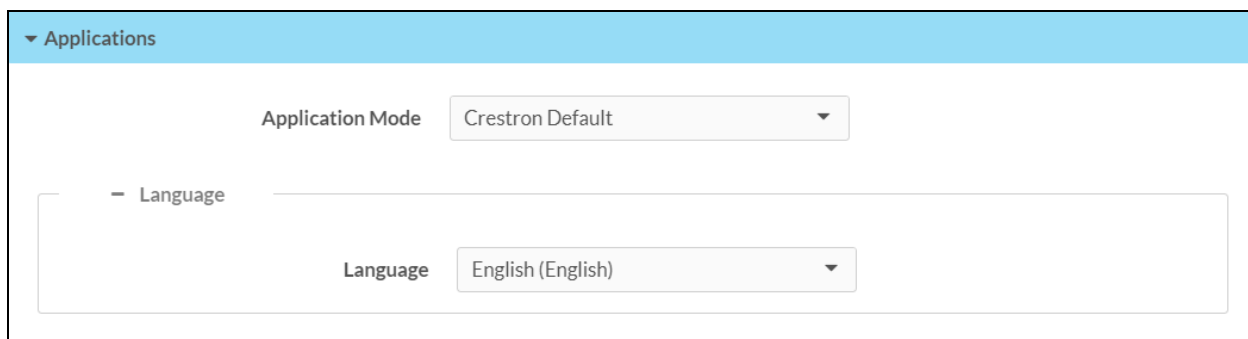 Applications
Application Mode Crestron Default
Language
Language English (English)